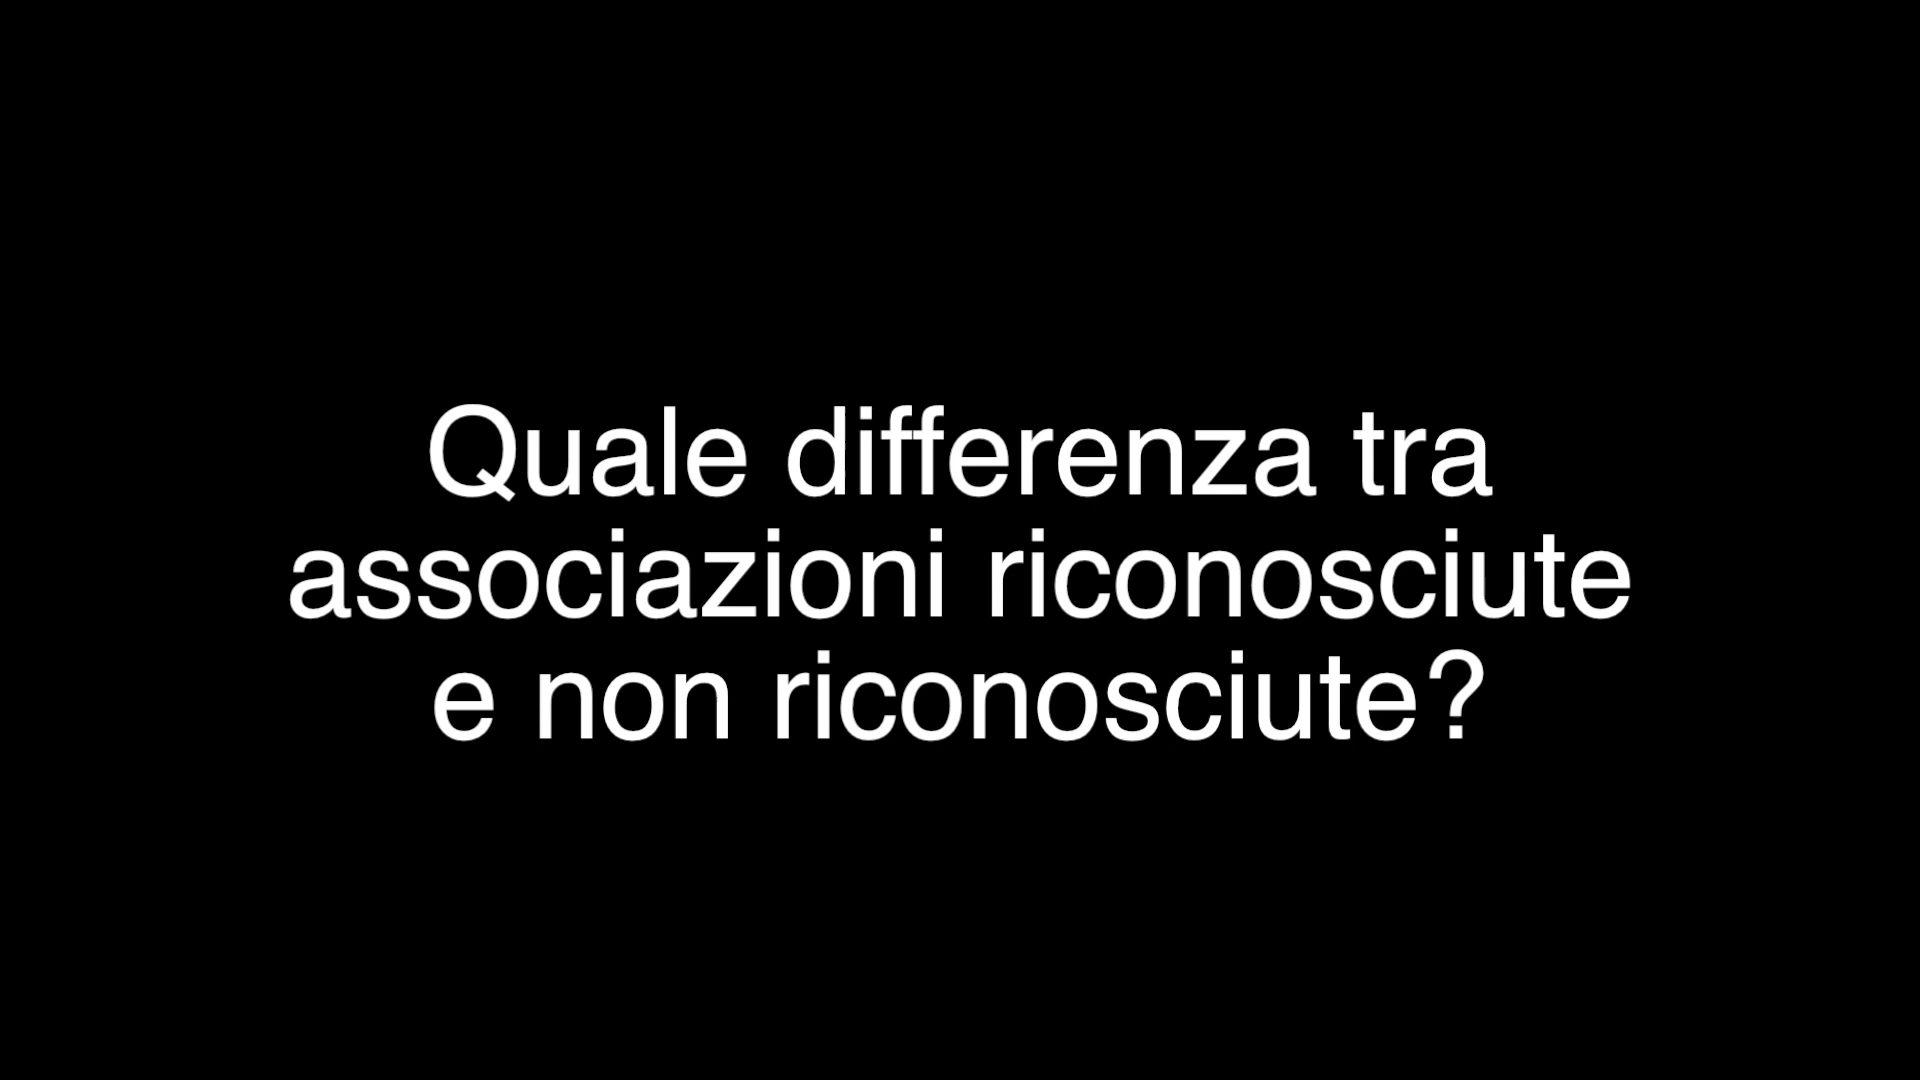 Quale differenza tra
associazioni riconosciute
e non riconosciute?